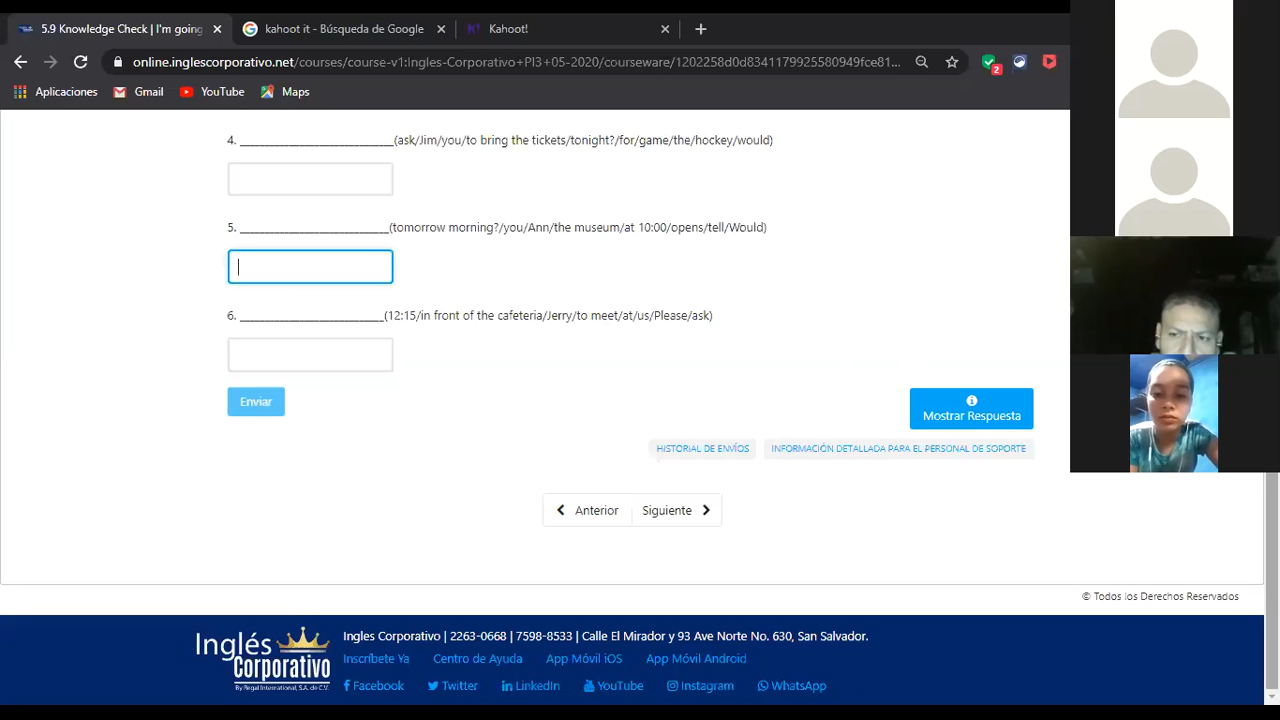 5.9 Knowledge Check | I'm going
kahoot it - Búsqueda de Google
Kahoot!
online.inglescorporativo.net/courses/course-v1:Ingles-Corporativo+PI3+05-2020/courseware/1202258d0d8341179925580949fce81...
2
Aplicaciones
Gmail
YouTube
Maps
4. ___________________________(ask/Jim/you/to bring the tickets/tonight?/for/game/the/hockey/would)
5. __________________________(tomorrow morning?/you/Ann/the museum/at 10:00/opens/tell/Would)
6. _________________________(12:15/in front of the cafeteria/Jerry/to meet/at/us/Please/ask)
Enviar
Mostrar Respuesta
HISTORIAL DE ENVÍOS
INFORMACIÓN DETALLADA PARA EL PERSONAL DE SOPORTE
Anterior
Siguiente
© Todos los Derechos Reservados
Inglés
Corporativo
By Regal International, S.A. de C.V.
Ingles Corporativo | 2263-0668 | 7598-8533 | Calle El Mirador y 93 Ave Norte No. 630, San Salvador.
Inscríbete Ya
Centro de Ayuda
App Móvil iOS
App Móvil Android
Facebook
Twitter
LinkedIn
YouTube
Instagram
WhatsApp